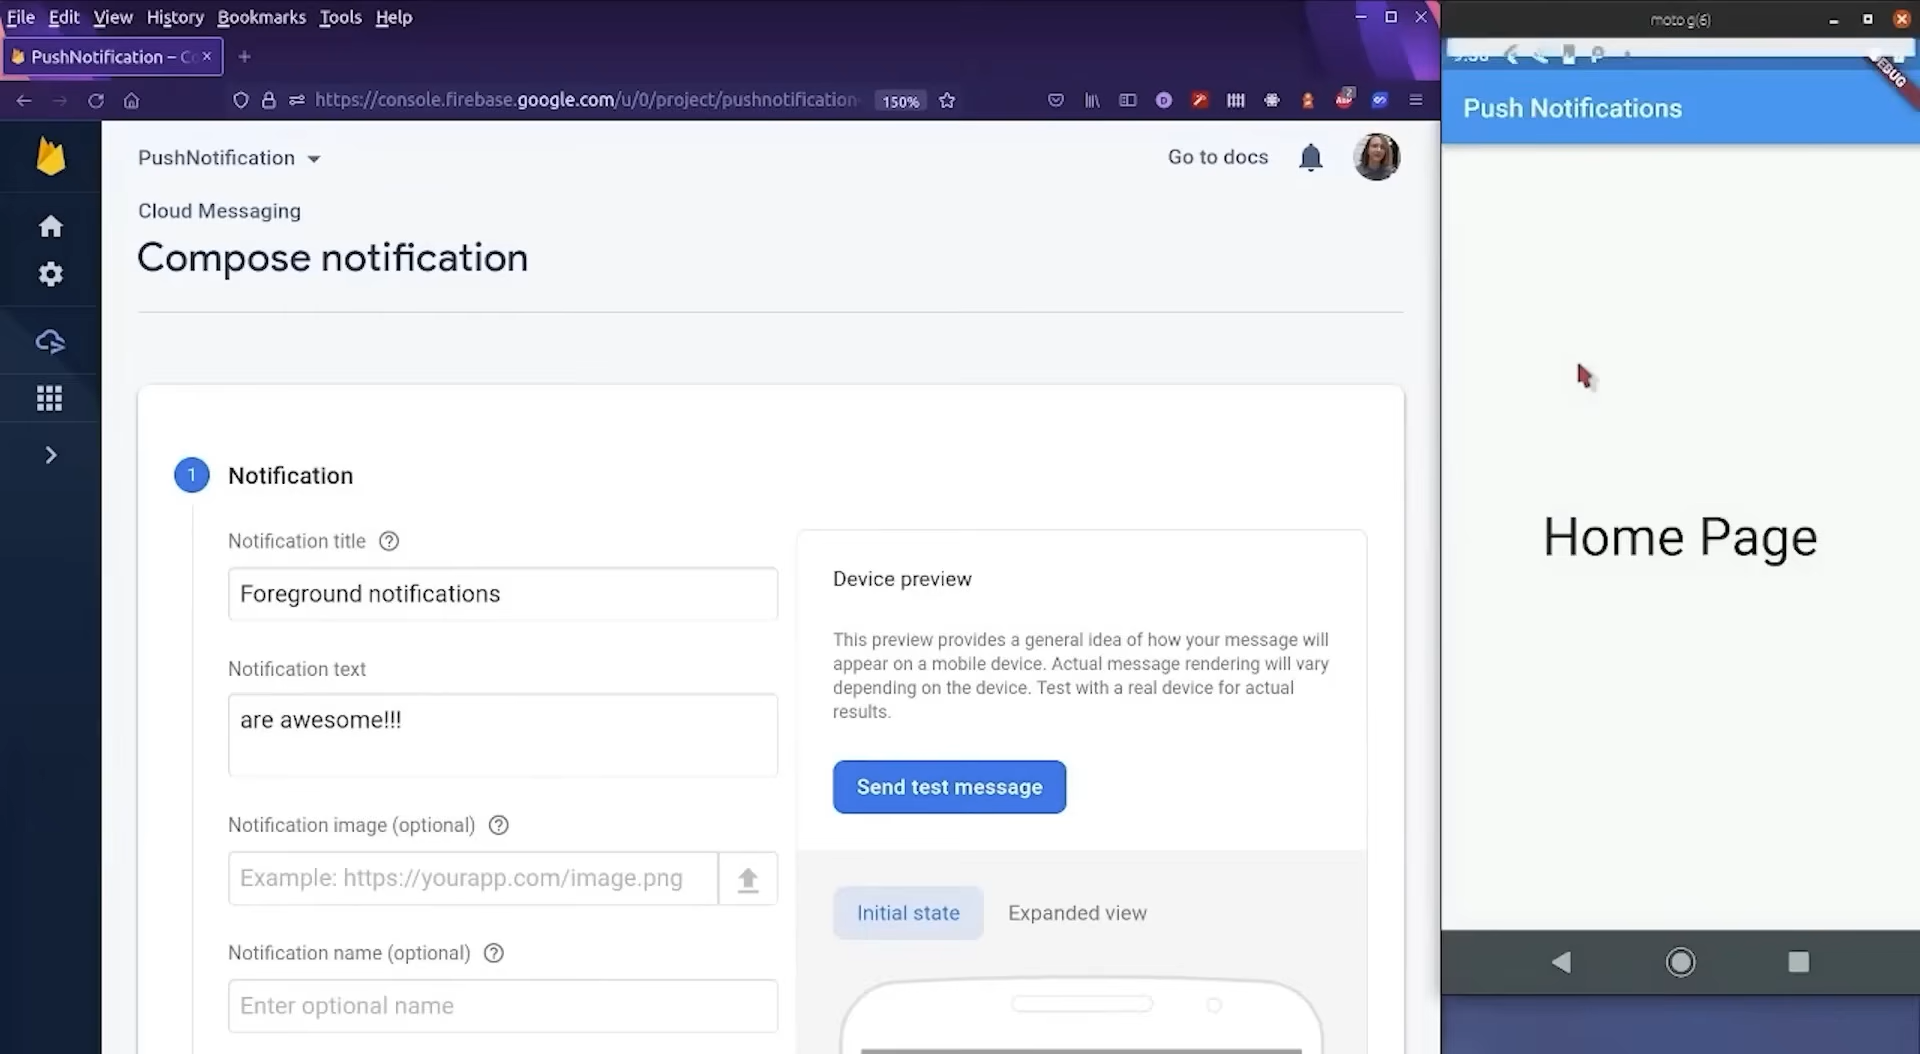 File Edit View History Bookmarks Tools Help
PushNotification – Co
https://console.firebase.google.com/u/0/project/pushnotification
150%
PushNotification
Go to docs
Cloud Messaging
Compose notification
1 Notification
Notification title
Foreground notifications
Notification text
are awesome!!!
Notification image (optional)
Example: https://yourapp.com/image.png
Notification name (optional)
Enter optional name
Device preview
This preview provides a general idea of how your message will
appear on a mobile device. Actual message rendering will vary
depending on the device. Test with a real device for actual
results.
Send test message
Initial state Expanded view
moto g(6)
Push Notifications
Home Page